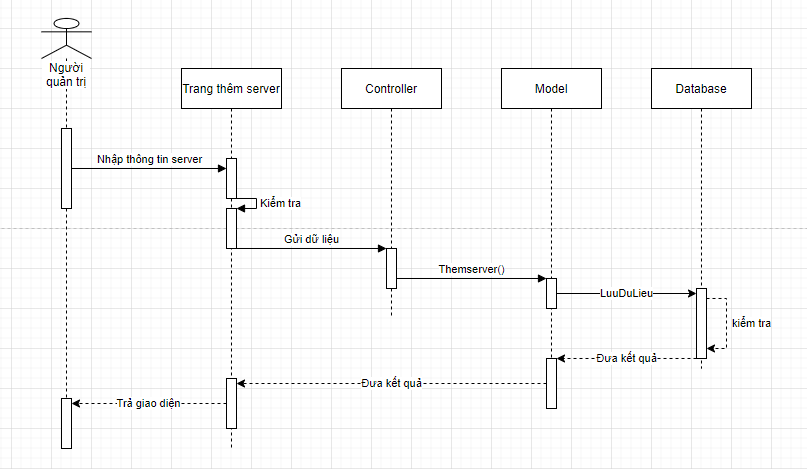 Người
quản trị
Trang thêm server
Controller
Model
Database
Nhập thông tin server
Kiểm tra
Gửi dữ liệu
Themserver()
LuuDuLieu
kiểm tra
Đưa kết quả
Đưa kết quả
Trả giao diện